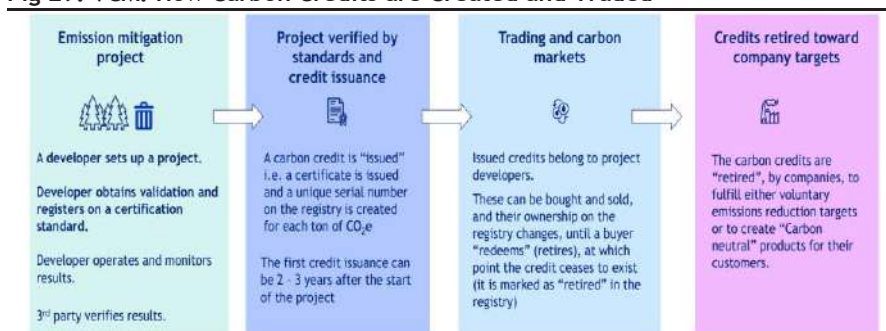 Emission mitigation
project
A developer sets up a project.
Developer obtains validation and
registers on a certification
standard.
Developer operates and monitors
results.
3rd party verifies results.
Project verified by
standards and
credit issuance
A carbon credit is "issued"
i.e. a certificate is issued
and a unique serial number
on the registry is created
for each ton of CO2e
The first credit issuance can
be 2 - 3 years after the start
of the project
Trading and carbon
markets
Issued credits belong to project
developers.
These can be bought and sold,
and their ownership on the
registry changes, until a buyer
"redeems" (retires), at which
point the credit ceases to exist
(it is marked as "retired" in the
registry)
Credits retired toward
company targets
The carbon credits are
"retired", by companies, to
fulfill either voluntary
emissions reduction targets
or to create "Carbon
neutral" products for their
customers.